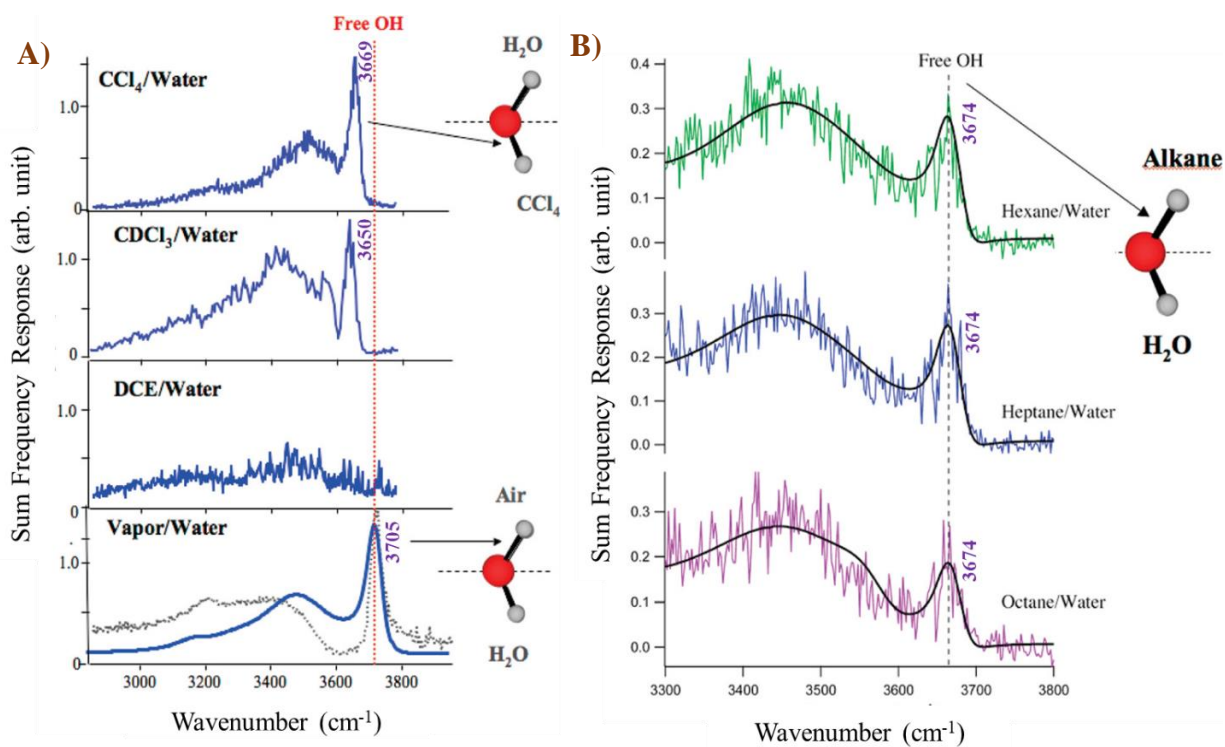 A)
Free OH
CCl4/Water
3669
H2O
CCl4
1.0
0
CDCl3/Water
3650
1.0
0
DCE/Water
1.0
0
Vapor/Water
3705
Air
H2O
1.0
0
3000 3200 3400 3600 3800
Wavenumber (cm-1)
Sum Frequency Response (arb. unit)
B)
Free OH
3674
Alkane
H2O
Hexane/Water
0.4
0.3
0.2
0.1
0.0
3674
Heptane/Water
0.3
0.2
0.1
0.0
3674
Octane/Water
0.3
0.2
0.1
0.0
3300 3400 3500 3600 3700 3800
Wavenumber (cm-1)
Sum Frequency Response (arb. unit)